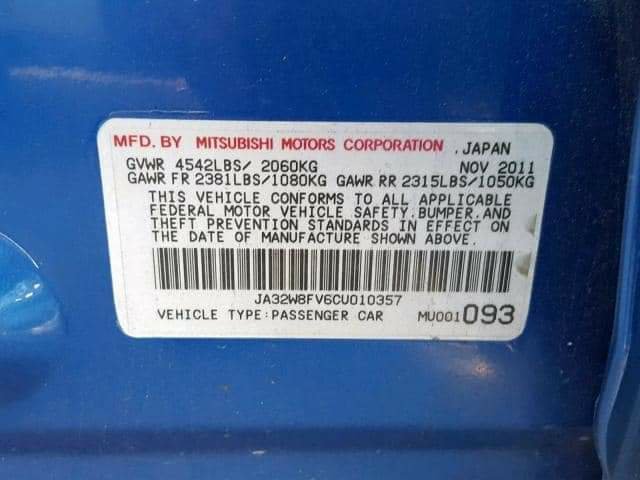 MFD. BY MITSUBISHI MOTORS CORPORATION , JAPAN
GVWR 4542LBS/ 2060KG NOV 2011
GAWR FR 2381LBS/1080KG GAWR RR 2315LBS/1050KG
THIS VEHICLE CONFORMS TO ALL APPLICABLE
FEDERAL MOTOR VEHICLE SAFETY, BUMPER, AND
THEFT PREVENTION STANDARDS IN EFFECT ON
THE DATE OF MANUFACTURE SHOWN ABOVE.
JA32W8FV6CU010357
VEHICLE TYPE:PASSENGER CAR MU001093